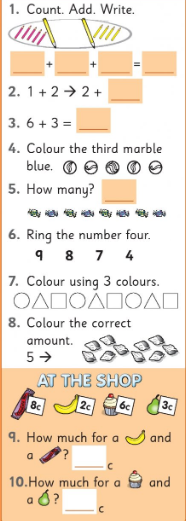 1. Count. Add. Write.
+ + =
2. 1 + 2 → 2 +
3. 6 + 3 =
4. Colour the third marble
blue.
5. How many?
6. Ring the number four.
9 8 7 4
7. Colour using 3 colours.
8. Colour the correct
amount.
5 →
AT THE SHOP
8c 2c 6c 3c
9. How much for a and
a ? c
10. How much for a and
a ? c